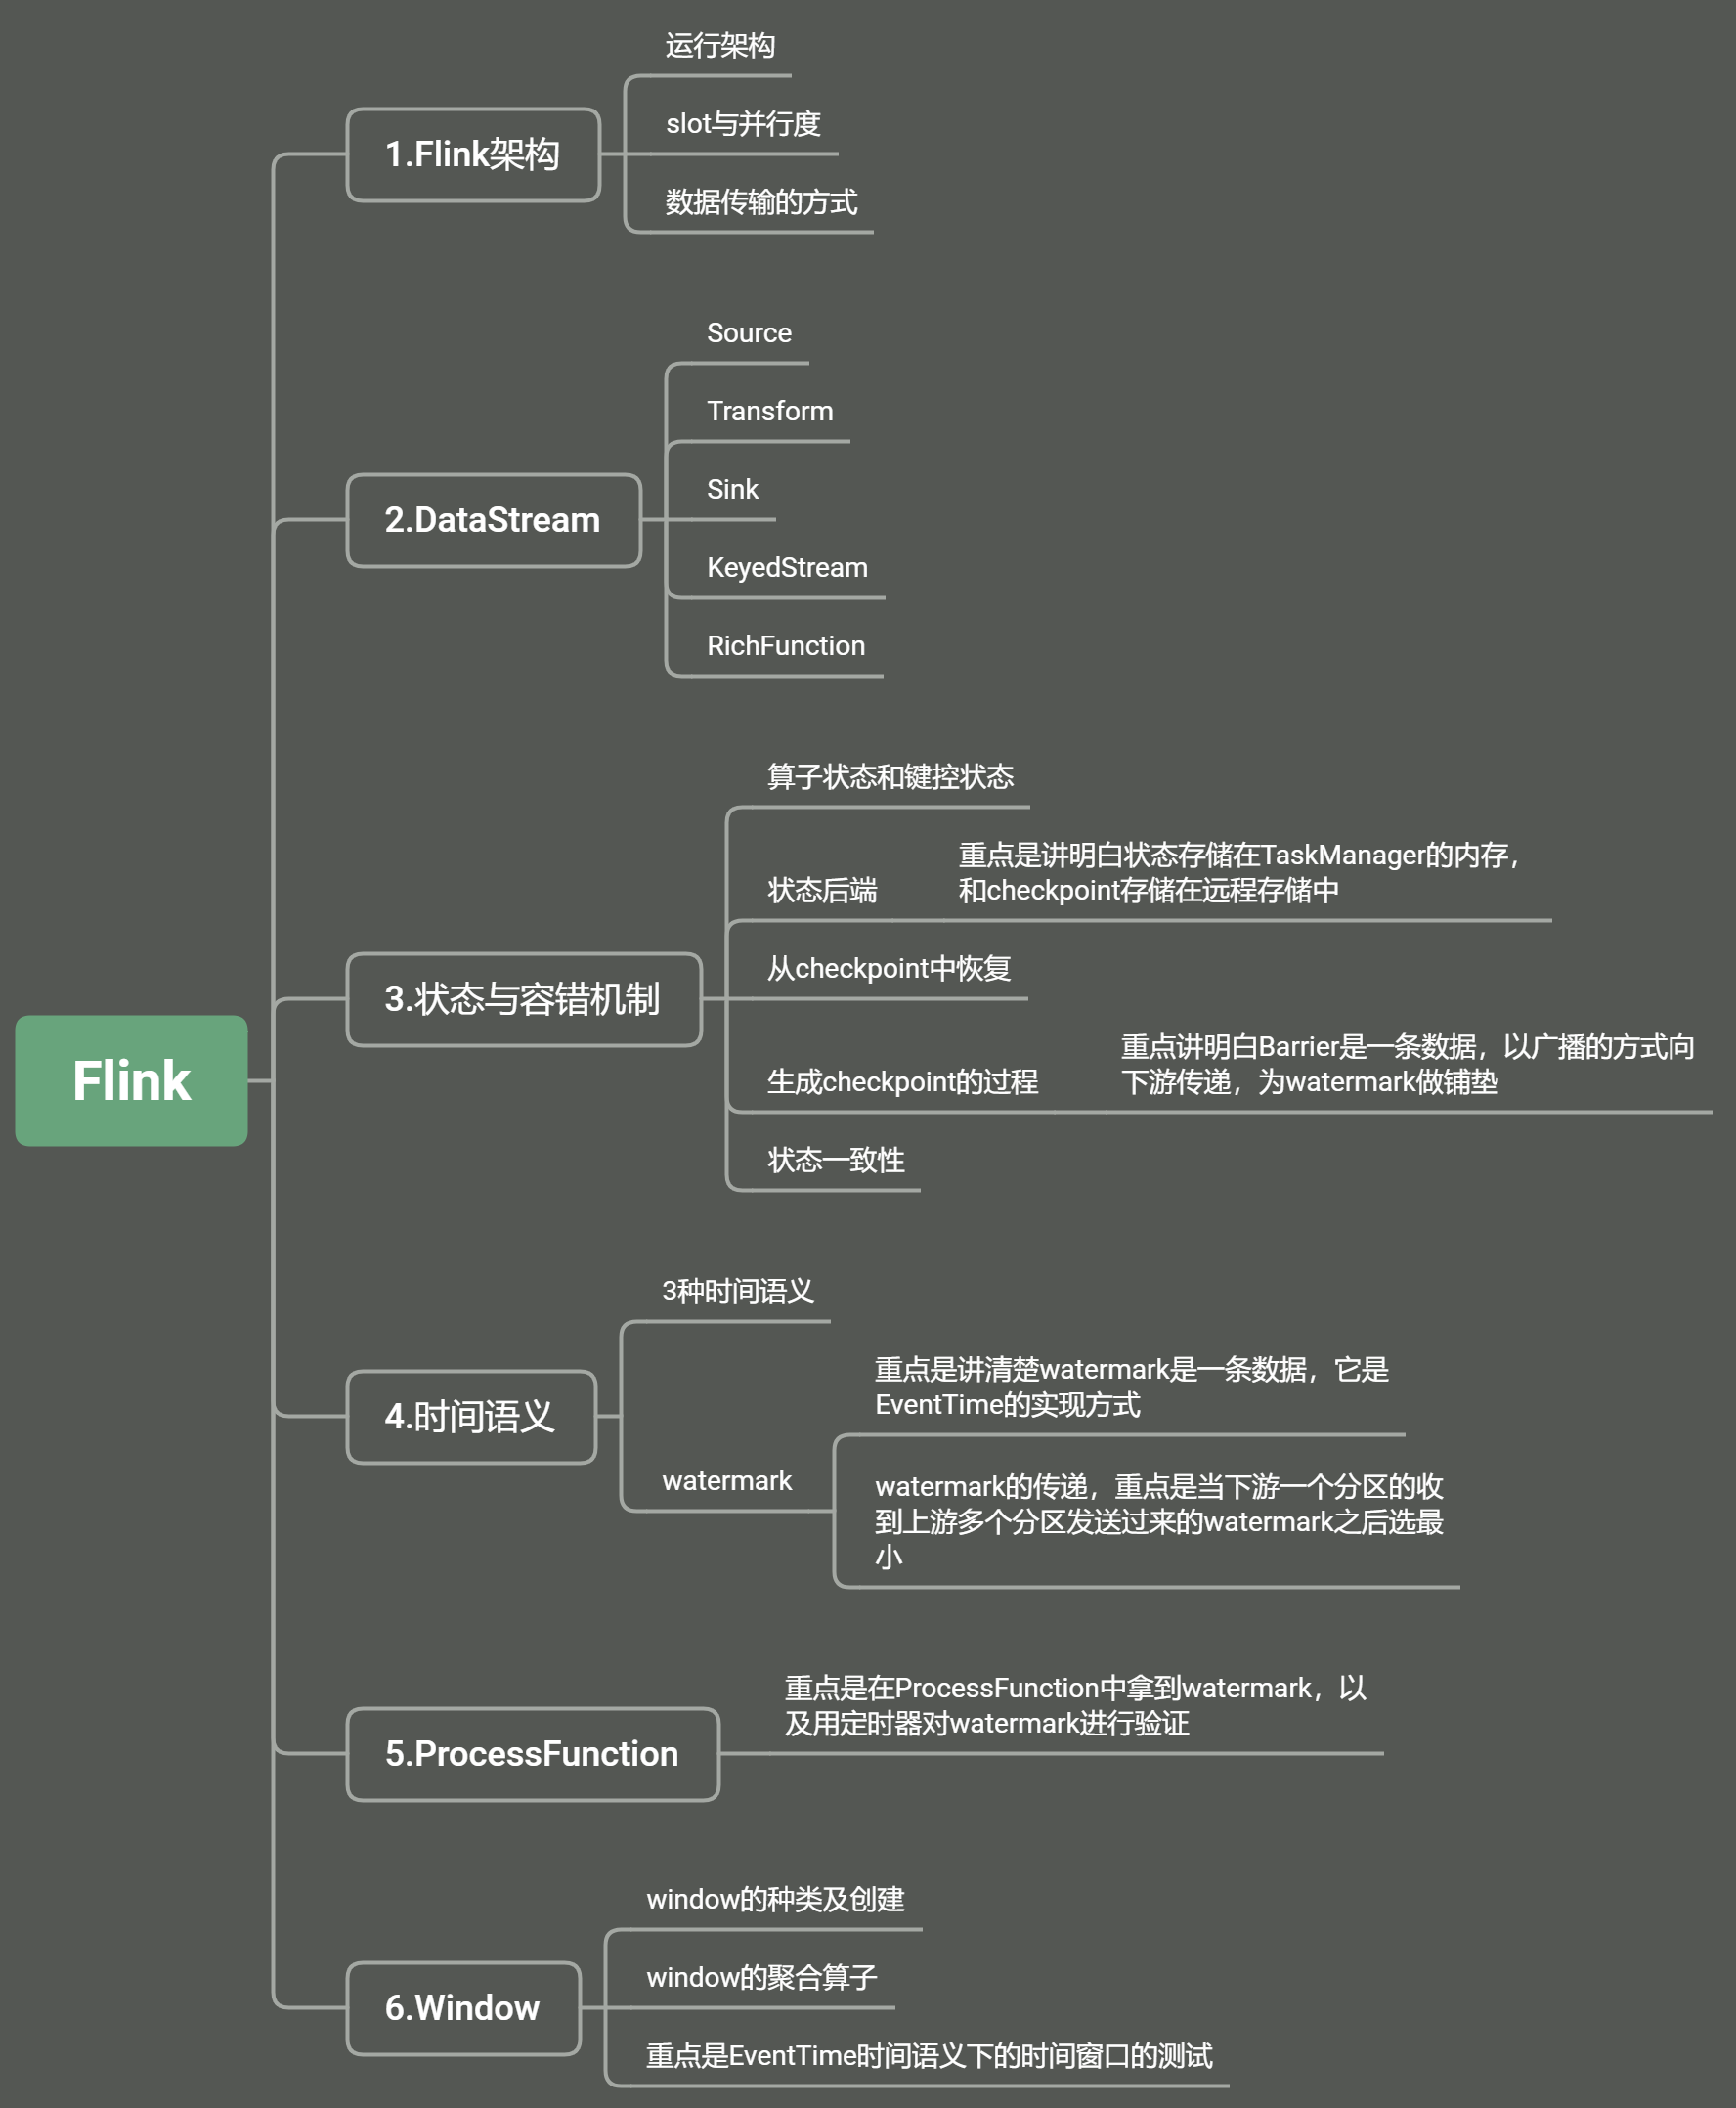 Flink
1.Flink架构
运行架构
slot与并行度
数据传输的方式
2.DataStream
Source
Transform
Sink
KeyedStream
RichFunction
3.状态与容错机制
算子状态和键控状态
状态后端
重点是讲明白状态存储在TaskManager的内存，
和checkpoint存储在远程存储中
从checkpoint中恢复
生成checkpoint的过程
重点讲明白Barrier是一条数据，以广播的方式向
下游传递，为watermark做铺垫
状态一致性
4.时间语义
3种时间语义
watermark
重点是讲清楚watermark是一条数据，它是
EventTime的实现方式
watermark的传递，重点是当下游一个分区的收
到上游多个分区发送过来的watermark之后选最
小
5.ProcessFunction
重点是在ProcessFunction中拿到watermark，以
及用定时器对watermark进行验证
6.Window
window的种类及创建
window的聚合算子
重点是EventTime时间语义下的时间窗口的测试